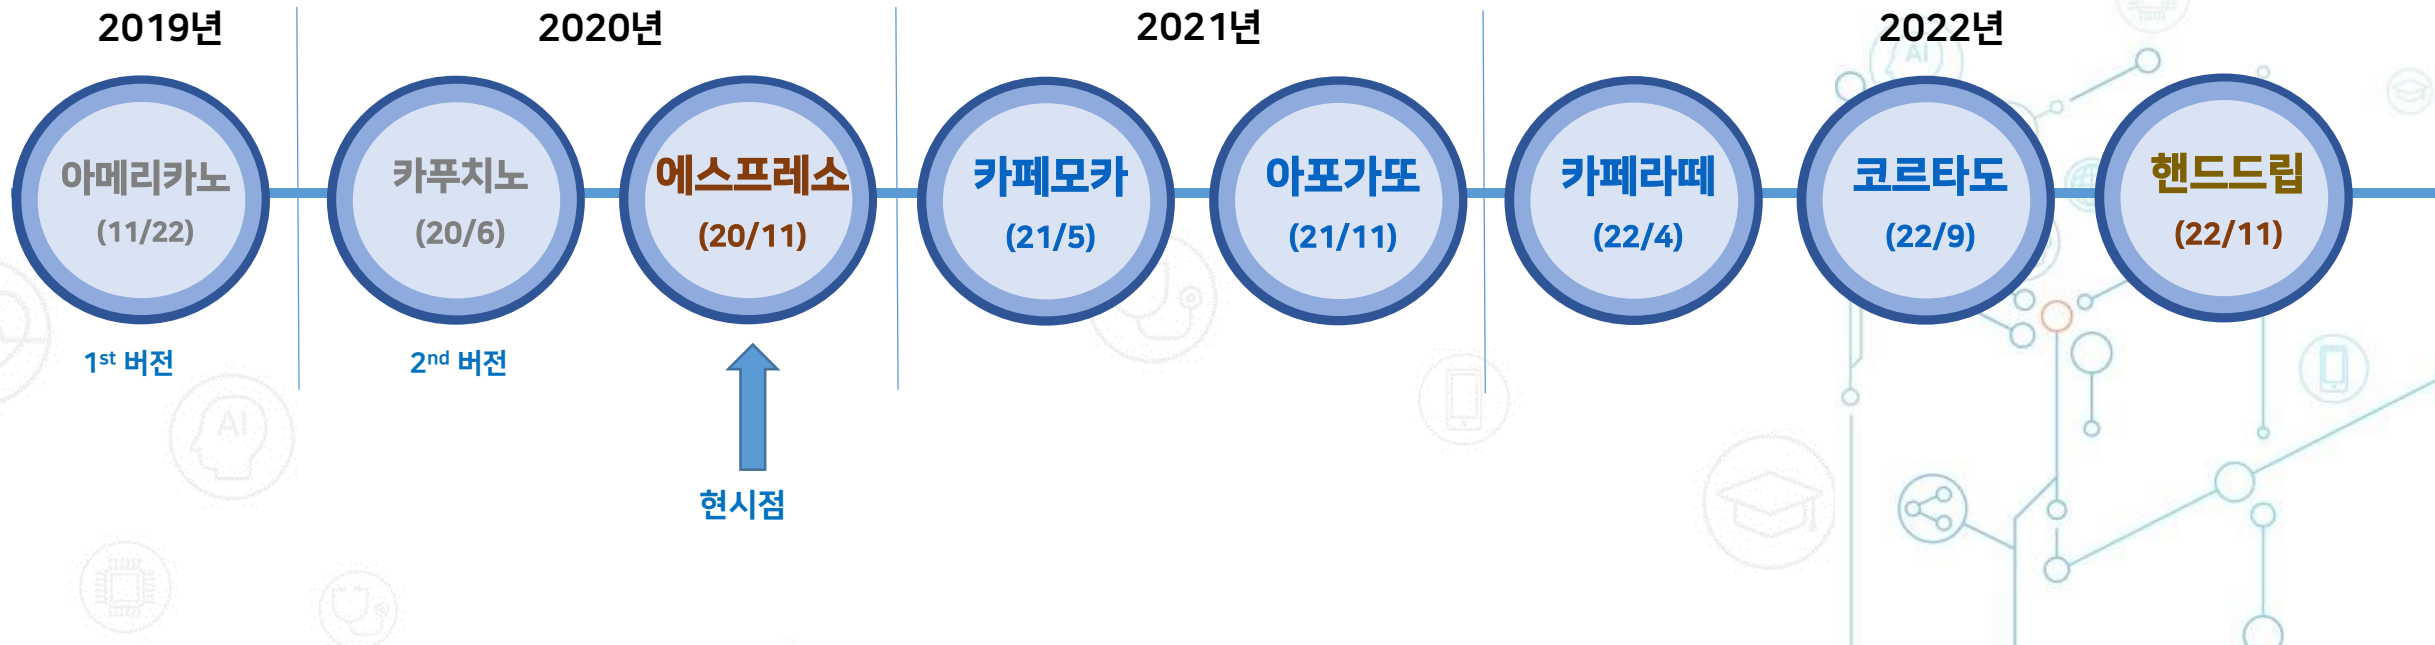 2019년
2020년
2021년
2022년
아메리카노
(11/22)
카푸치노
(20/6)
에스프레소
(20/11)
카페모카
(21/5)
아포가또
(21/11)
카페라떼
(22/4)
코르타도
(22/9)
핸드드립
(22/11)
1st 버전
2nd 버전
현시점
AI
AI